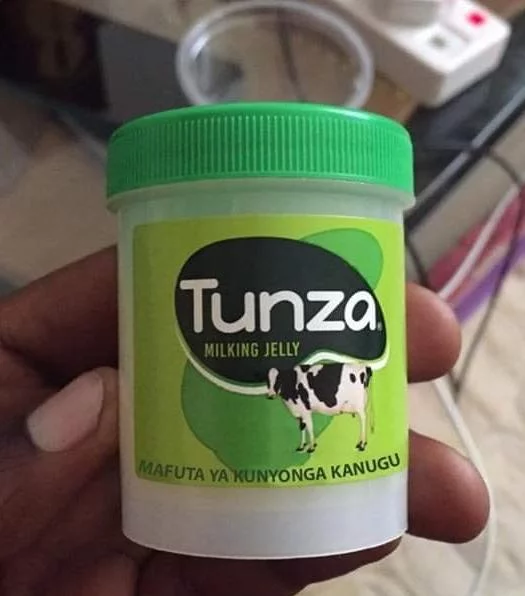 Tunza
MILKING JELLY
MAFUTA YA KUNYONGA KANUGU